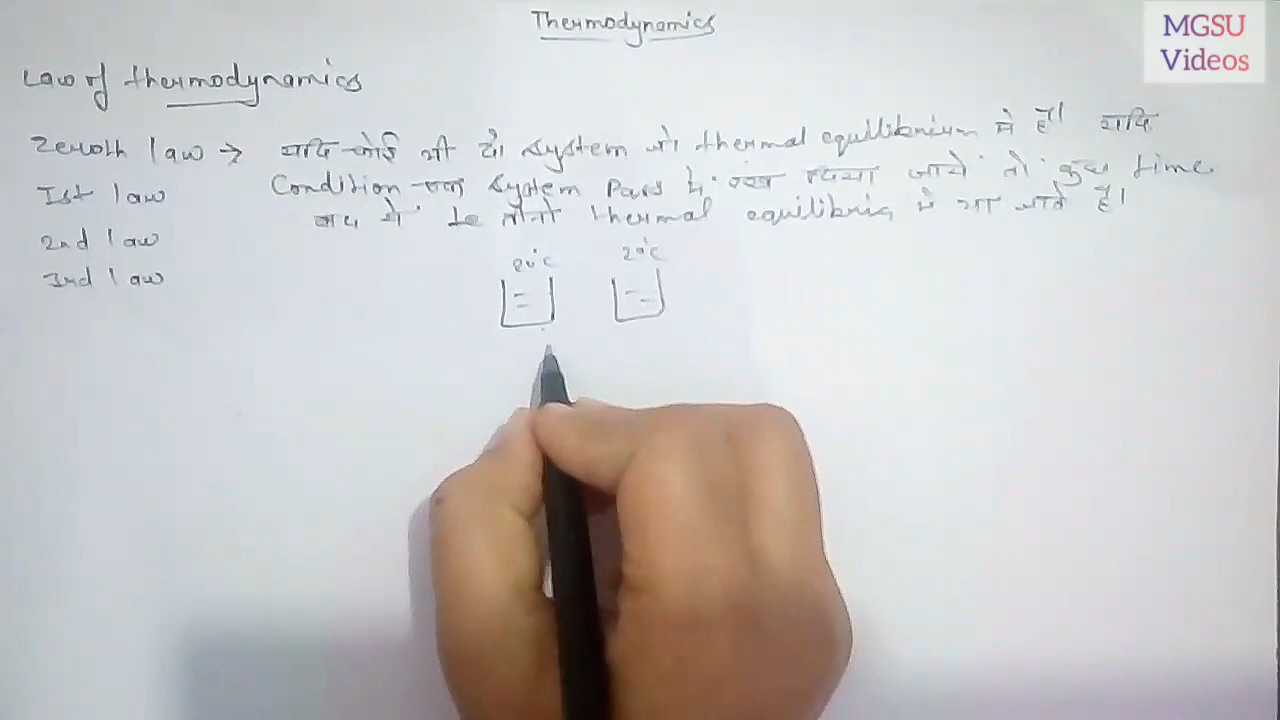 Thermodynamics
MGSU
Videos
Law of thermodynamics
Zeroth law → यदि कोई भी दो system जो thermal equillibrium में हैं। यदि
Ist law
Condition एक system पास में रख दिया जाये तो कुछ time
बाद में तीनों thermal equilibria में आ जाते हैं।
2nd law
3rd law
20°C
20°C